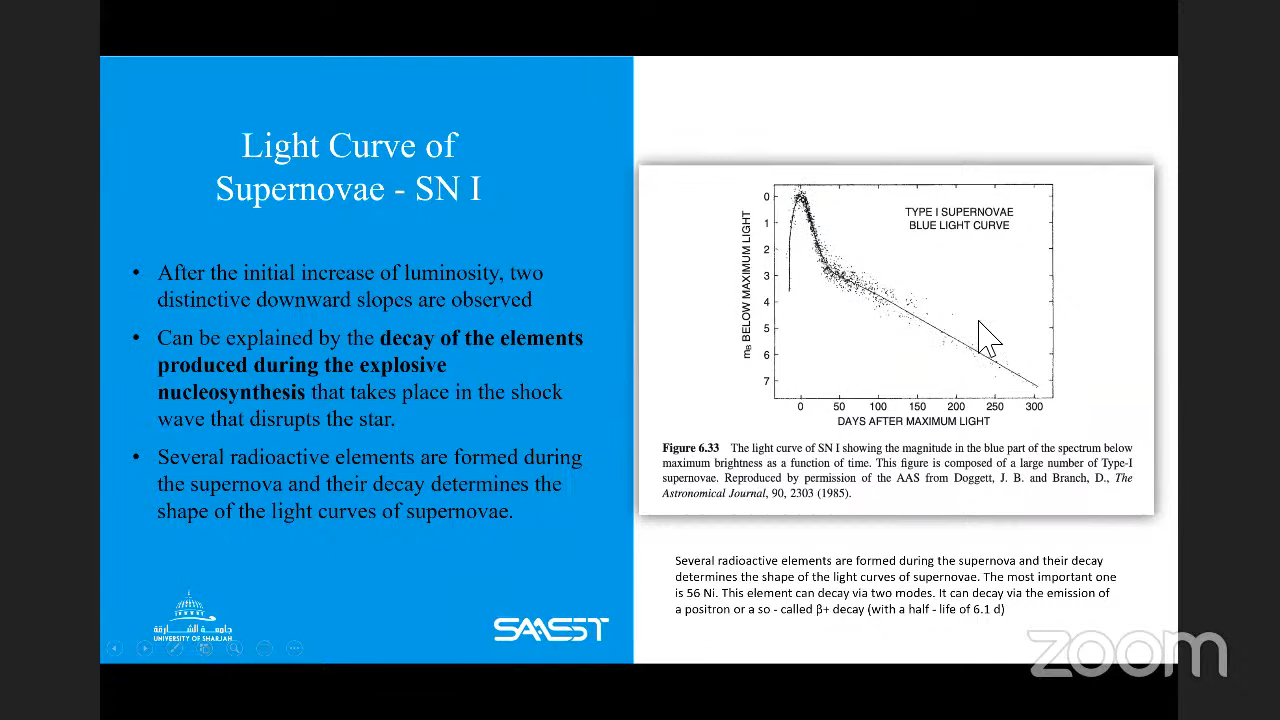 Light Curve of
Supernovae - SN I
• After the initial increase of luminosity, two
distinctive downward slopes are observed
• Can be explained by the decay of the elements
produced during the explosive
nucleosynthesis that takes place in the shock
wave that disrupts the star.
• Several radioactive elements are formed during
the supernova and their decay determines the
shape of the light curves of supernovae.
جامعة الشارقة
UNIVERSITY OF SHARJAH
SAASST
TYPE I SUPERNOVAE
BLUE LIGHT CURVE
mB BELOW MAXIMUM LIGHT
0
1
2
3
4
5
6
7
0 50 100 150 200 250 300
DAYS AFTER MAXIMUM LIGHT
Figure 6.33 The light curve of SN I showing the magnitude in the blue part of the spectrum below
maximum brightness as a function of time. This figure is composed of a large number of Type-I
supernovae. Reproduced by permission of the AAS from Doggett, J. B. and Branch, D., The
Astronomical Journal, 90, 2303 (1985).
Several radioactive elements are formed during the supernova and their decay
determines the shape of the light curves of supernovae. The most important one
is 56 Ni. This element can decay via two modes. It can decay via the emission of
a positron or a so - called β+ decay (with a half - life of 6.1 d)
zoom